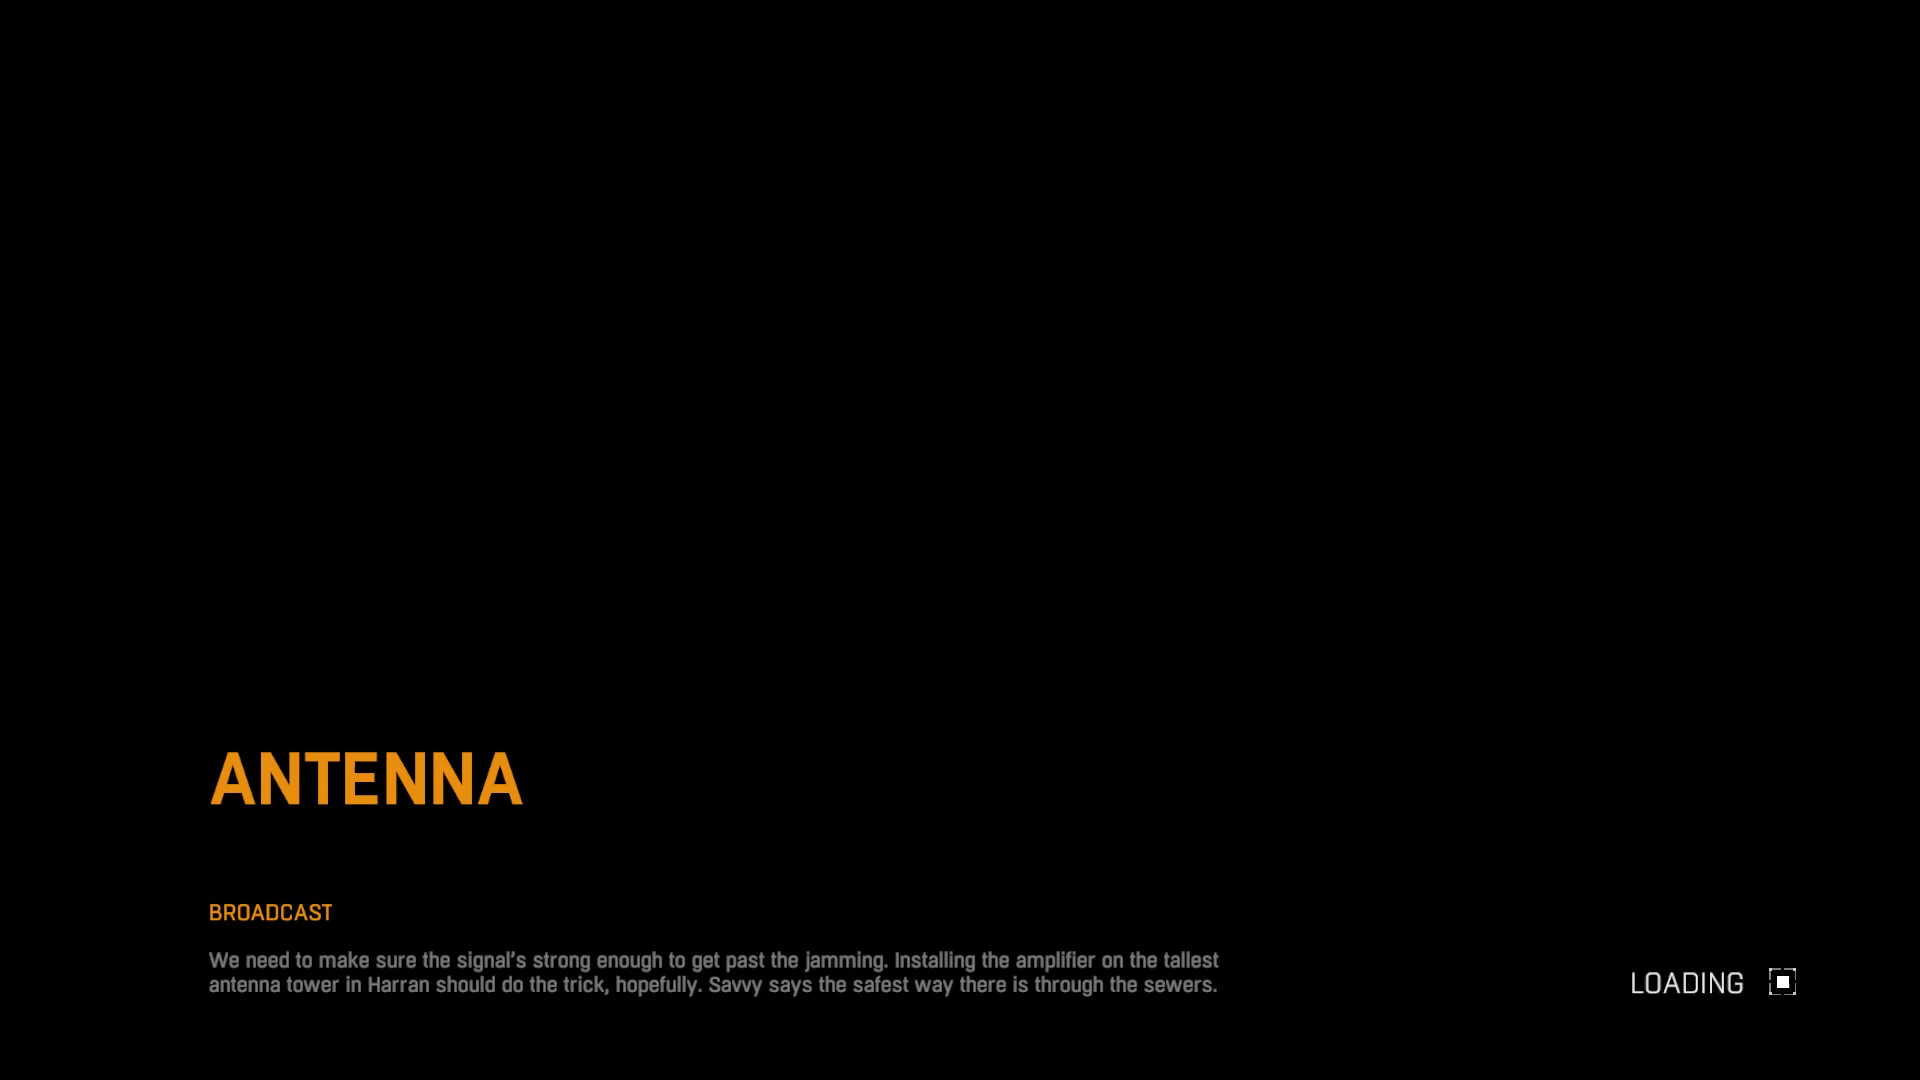 ANTENNA
BROADCAST
We need to make sure the signal's strong enough to get past the jamming. Installing the amplifier on the tallest
antenna tower in Harran should do the trick, hopefully. Savvy says the safest way there is through the sewers.
LOADING